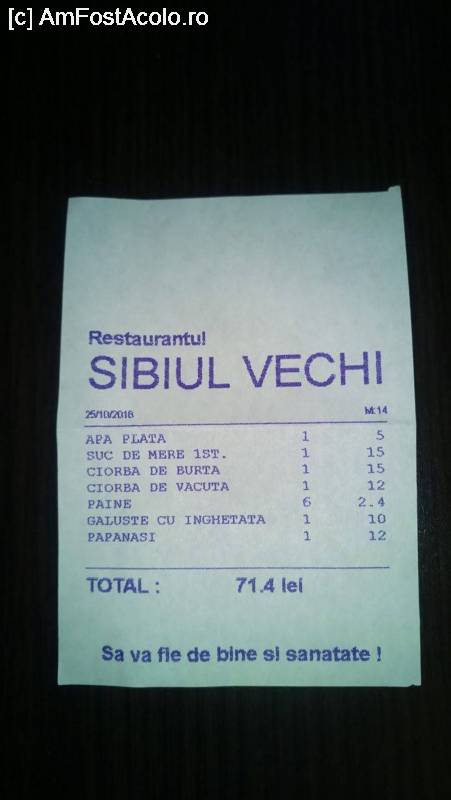 [c] AmFostAcolo.ro
Restaurantul
SIBIUL VECHI
25/10/2018 M:14
APA PLATA 1 5
SUC DE MERE 1ST. 1 15
CIORBA DE BURTA 1 15
CIORBA DE VACUTA 1 12
PAINE 6 2.4
GALUSTE CU INGHETATA 1 10
PAPANASI 1 12
TOTAL : 71.4 lei
Sa va fie de bine si sanatate !